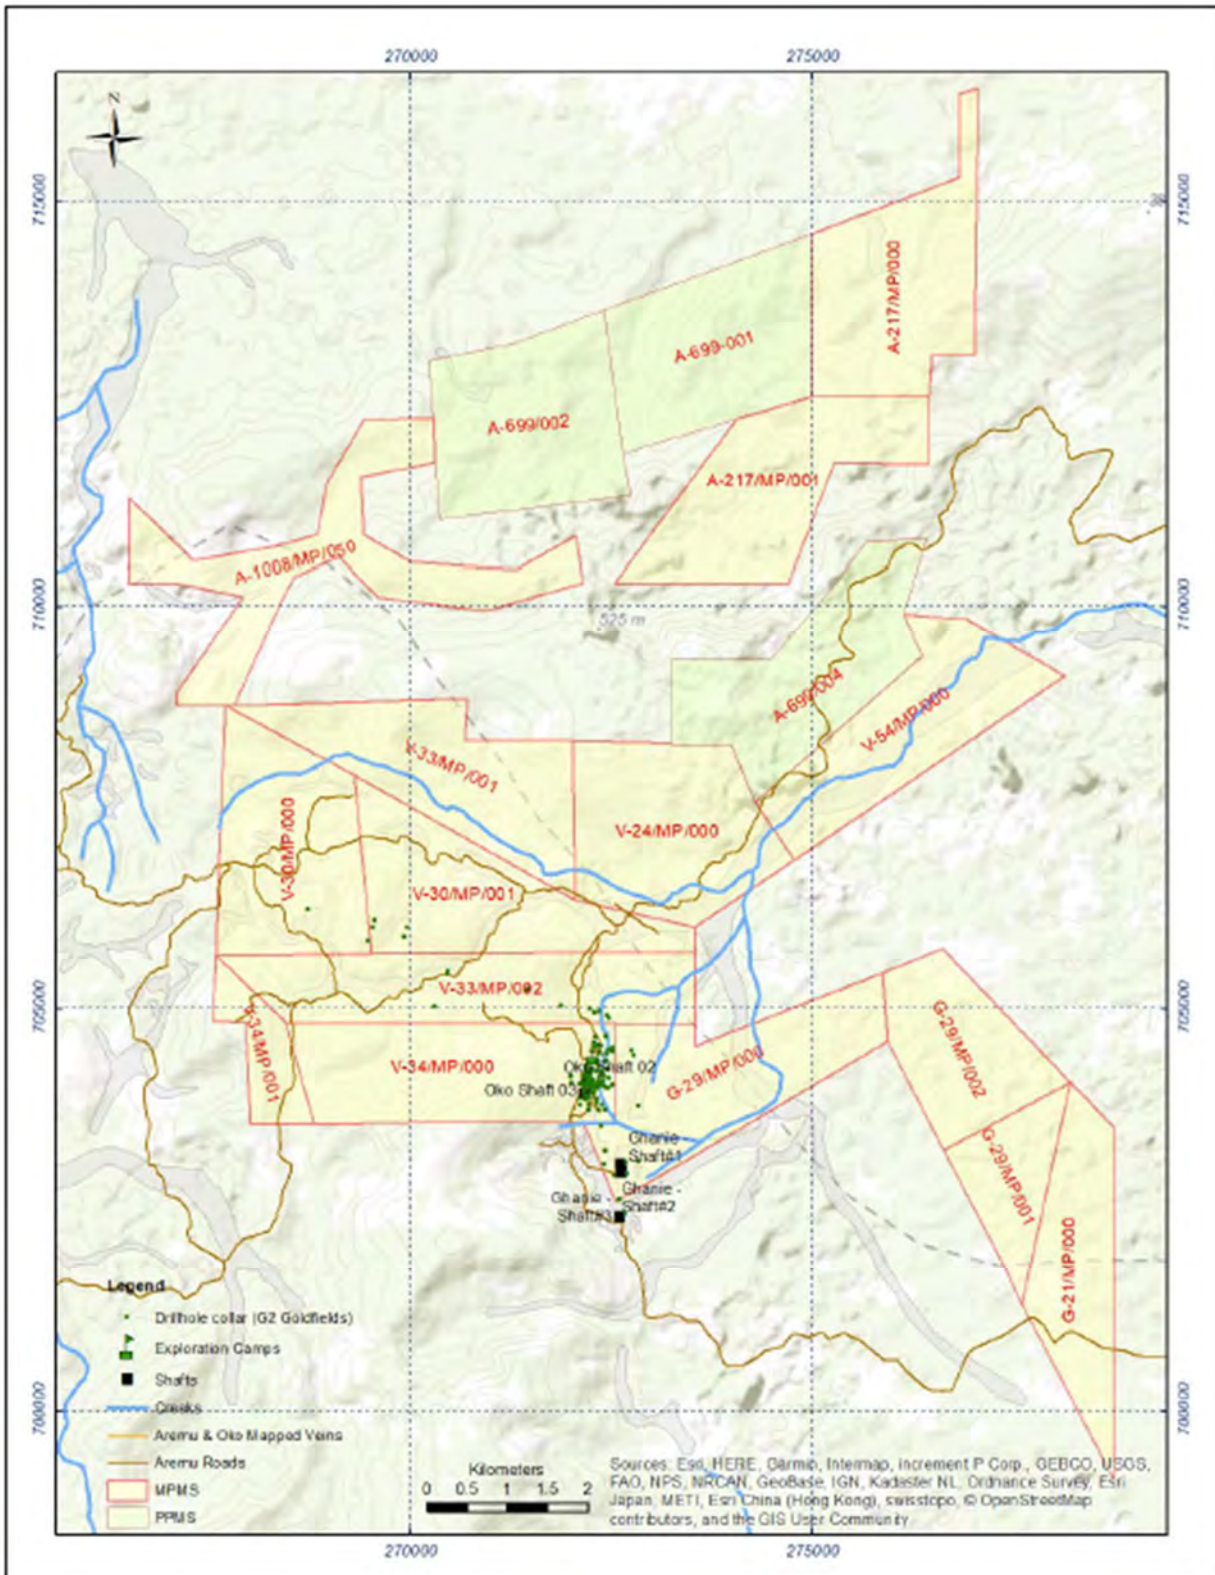 270000
275000
N
715000
715000
A-217/MP/000
A-699-001
A-699/002
A-217/MP/001
A-1008/MP/050
710000
710000
525 m
A-699/004
V-54/MP/000
V-33/MP/001
V-24/MP/000
V-30/MP/000
V-30/MP/001
V-33/MP/002
705000
705000
G-29/MP/002
V-34/MP/001
V-34/MP/000
Oko Shaft 02
G-29/MP/000
Oko Shaft 03
Ghanie -
Shaft#1
G-29/MP/001
Ghanie -
Shaft#2
Ghanie -
Shaft#3
G-21/MP/000
Legend
Drillhole collar (G2 Goldfields)
Exploration Camps
Shafts
Creeks
Aremu & Oko Mapped Veins
Aremu Roads
MPMS
PPMS
700000
700000
Kilometers
0 0.5 1 1.5 2
Sources: Esri, HERE, Garmin, Intermap, increment P Corp., GEBCO, USGS,
FAO, NPS, NRCAN, GeoBase, IGN, Kadaster NL, Ordnance Survey, Esri
Japan, METI, Esri China (Hong Kong), swisstopo, © OpenStreetMap
contributors, and the GIS User Community
270000
275000